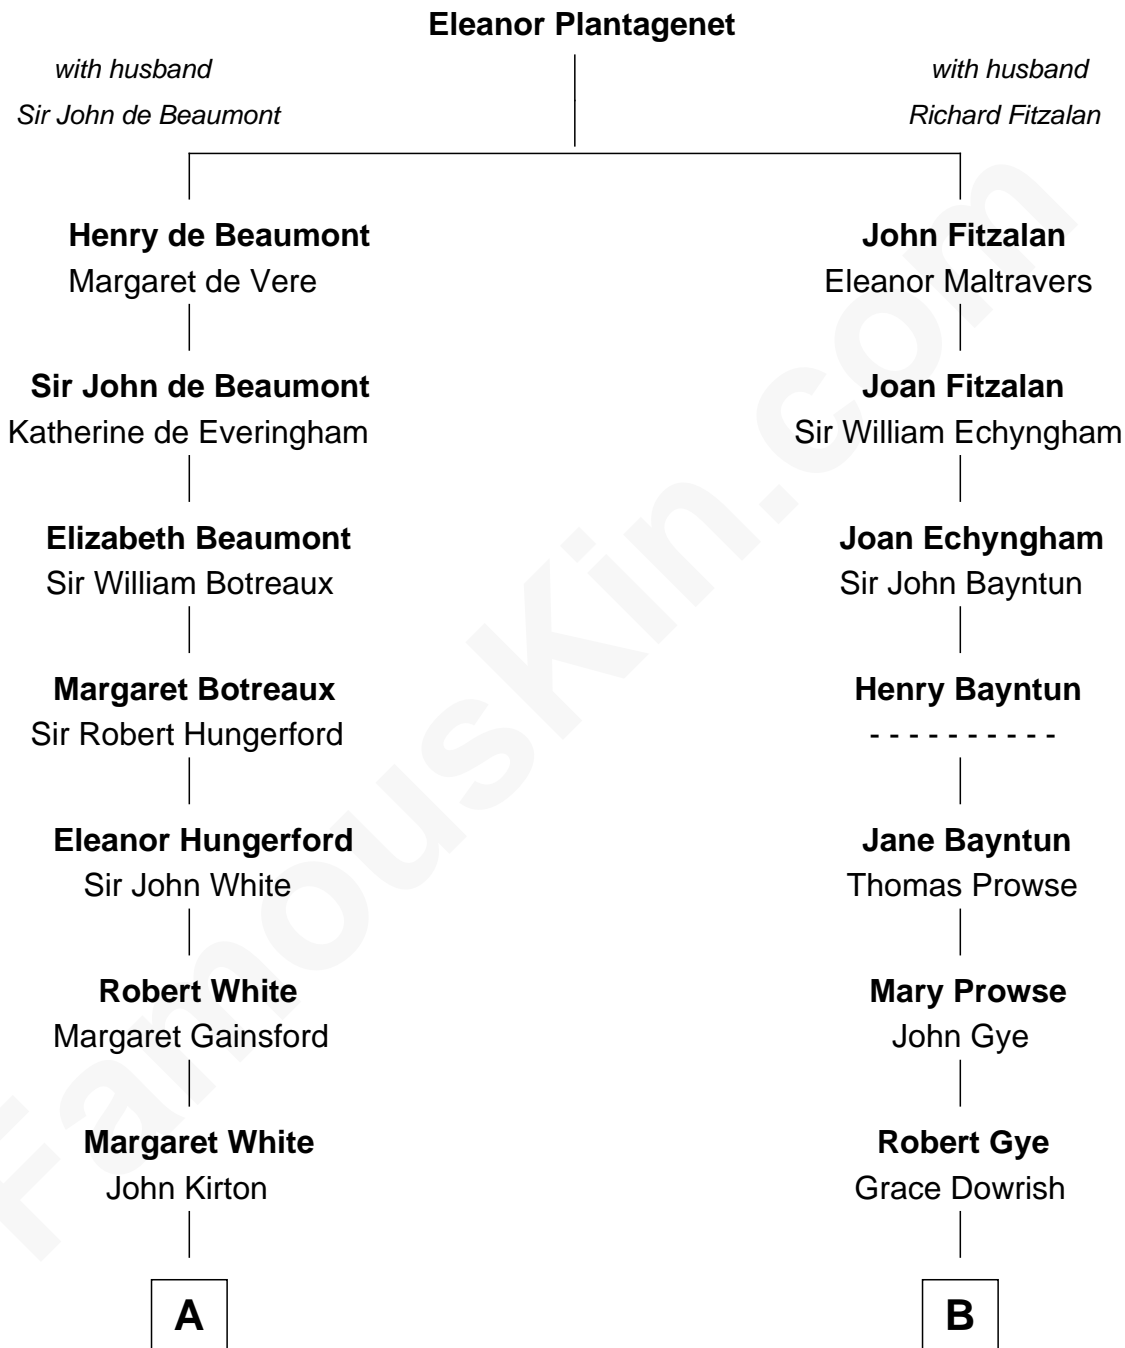 Eleanor Plantagenet
with husband
Sir John de Beaumont
with husband
Richard Fitzalan
Henry de Beaumont
Margaret de Vere
John Fitzalan
Eleanor Maltravers
Sir John de Beaumont
Katherine de Everingham
Joan Fitzalan
Sir William Echyngham
Elizabeth Beaumont
Sir William Botreaux
Joan Echyngham
Sir John Bayntun
Margaret Botreaux
Sir Robert Hungerford
Henry Bayntun
- - - - - - - - - -
Eleanor Hungerford
Sir John White
Jane Bayntun
Thomas Prowse
Robert White
Margaret Gainsford
Mary Prowse
John Gye
Margaret White
John Kirton
Robert Gye
Grace Dowrish
A
B
FamousKin.com